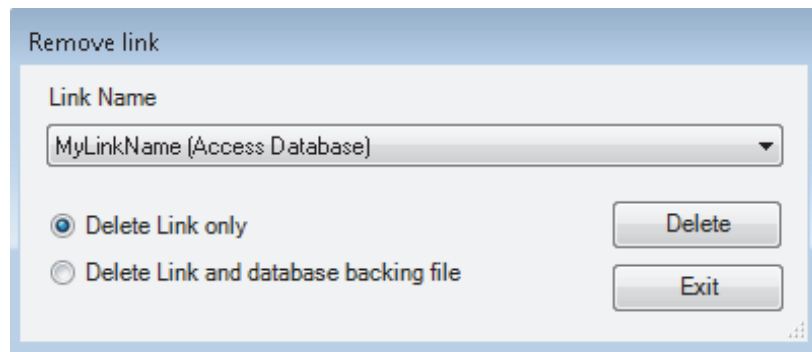 Remove link
Link Name
MyLinkName (Access Database)
Delete Link only
Delete
Delete Link and database backing file
Exit